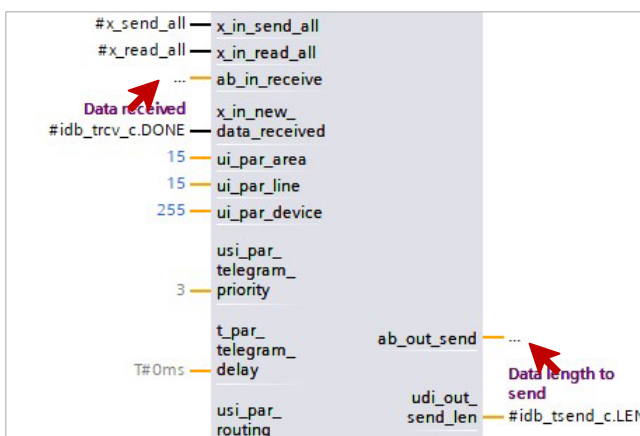 #x_send_all x_in_send_all
#x_read_all x_in_read_all
... ab_in_receive
Data received
x_in_new_
#idb_trcv_c.DONE data_received
15 ui_par_area
15 ui_par_line
255 ui_par_device
usi_par_
telegram_
3 priority
t_par_
telegram_
T#0ms delay
ab_out_send ...
Data length to
send
udi_out_
send_len #idb_tsend_c.LEN
usi_par_
routing